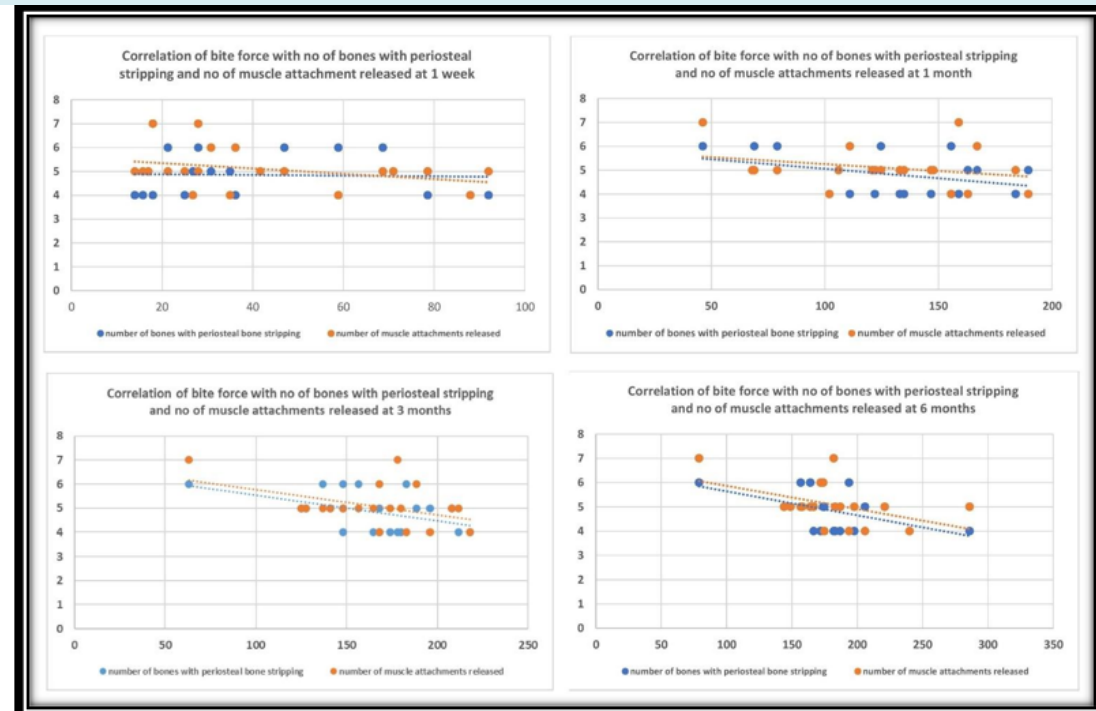 Correlation of bite force with no of bones with periosteal
stripping and no of muscle attachment released at 1 week
8
7
6
5
4
3
2
1
0
0 20 40 60 80 100
number of bones with periosteal bone stripping number of muscle attachments released
Correlation of bite force with no of bones with periosteal stripping
and no of muscle attachments released at 1 month
8
7
6
5
4
3
2
1
0
0 50 100 150 200
number of bones with periosteal bone stripping number of muscle attachments released
Correlation of bite force with no of bones with periosteal stripping
and no of muscle attachments released at 3 months
8
7
6
5
4
3
2
1
0
0 50 100 150 200 250
number of bones with periosteal bone stripping number of muscle attachments released
Correlation of bite force with no of bones with periosteal stripping
and no of muscle attachments released at 6 months
8
7
6
5
4
3
2
1
0
0 50 100 150 200 250 300 350
number of bones with periosteal bone stripping number of muscle attachments released